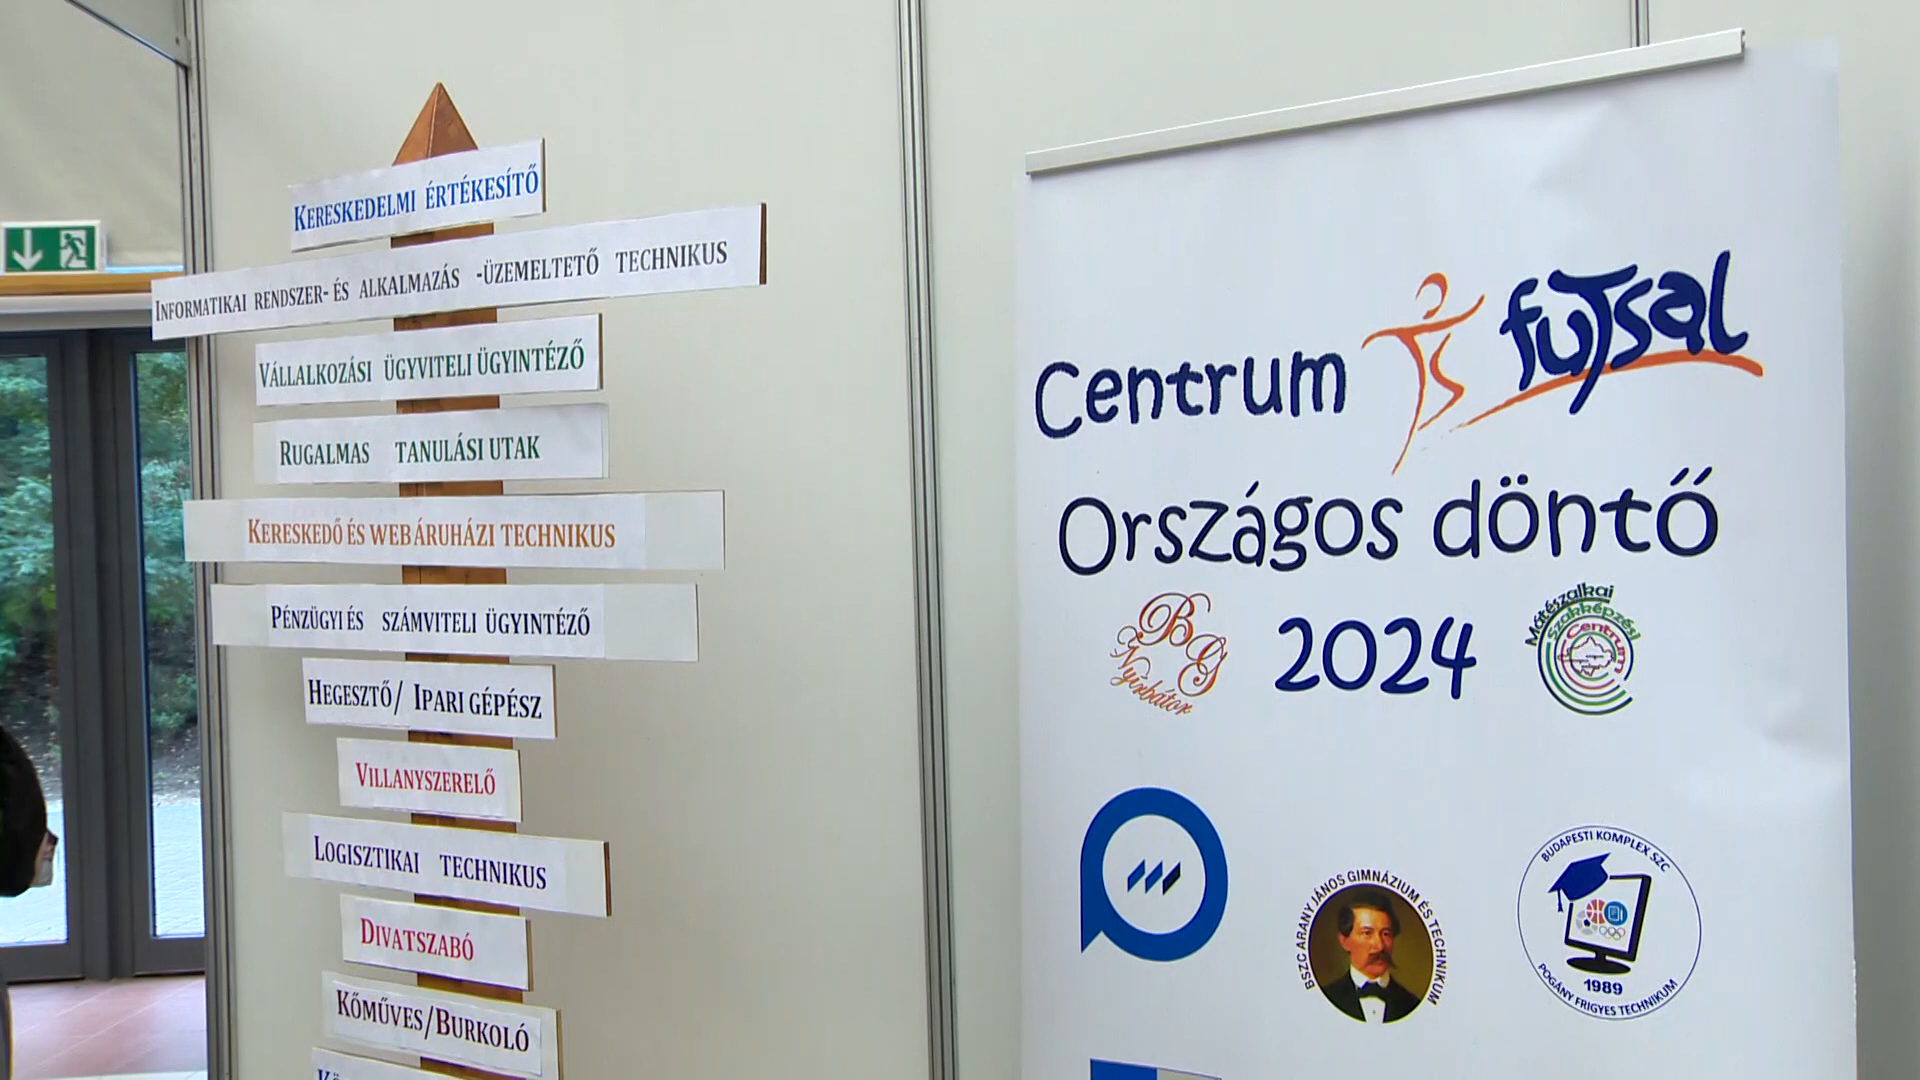 KERESKEDELMI ÉRTÉKESÍTŐ
INFORMATIKAI RENDSZER- ÉS ALKALMAZÁS -ÜZEMELTETŐ TECHNIKUS
VÁLLALKOZÁSI ÜGYVITELI ÜGYINTÉZŐ
RUGALMAS TANULÁSI UTAK
KERESKEDŐ ÉS WEBÁRUHÁZI TECHNIKUS
PÉNZÜGYI ÉS SZÁMVITELI ÜGYINTÉZŐ
HEGESZTŐ/ IPARI GÉPÉSZ
VILLANYSZERELŐ
LOGISZTIKAI TECHNIKUS
DIVATSZABÓ
KŐMŰVES/BURKOLÓ
Centrum futsal
Országos döntő
2024
BGS
Nyírbátor
Mátészalkai
Szakképzési
Centrum
BSZC ARANY JÁNOS GIMNÁZIUM ÉS TECHNIKUM
BUDAPESTI KOMPLEX SZC
1989
POGÁNY FRIGYES TECHNIKUM